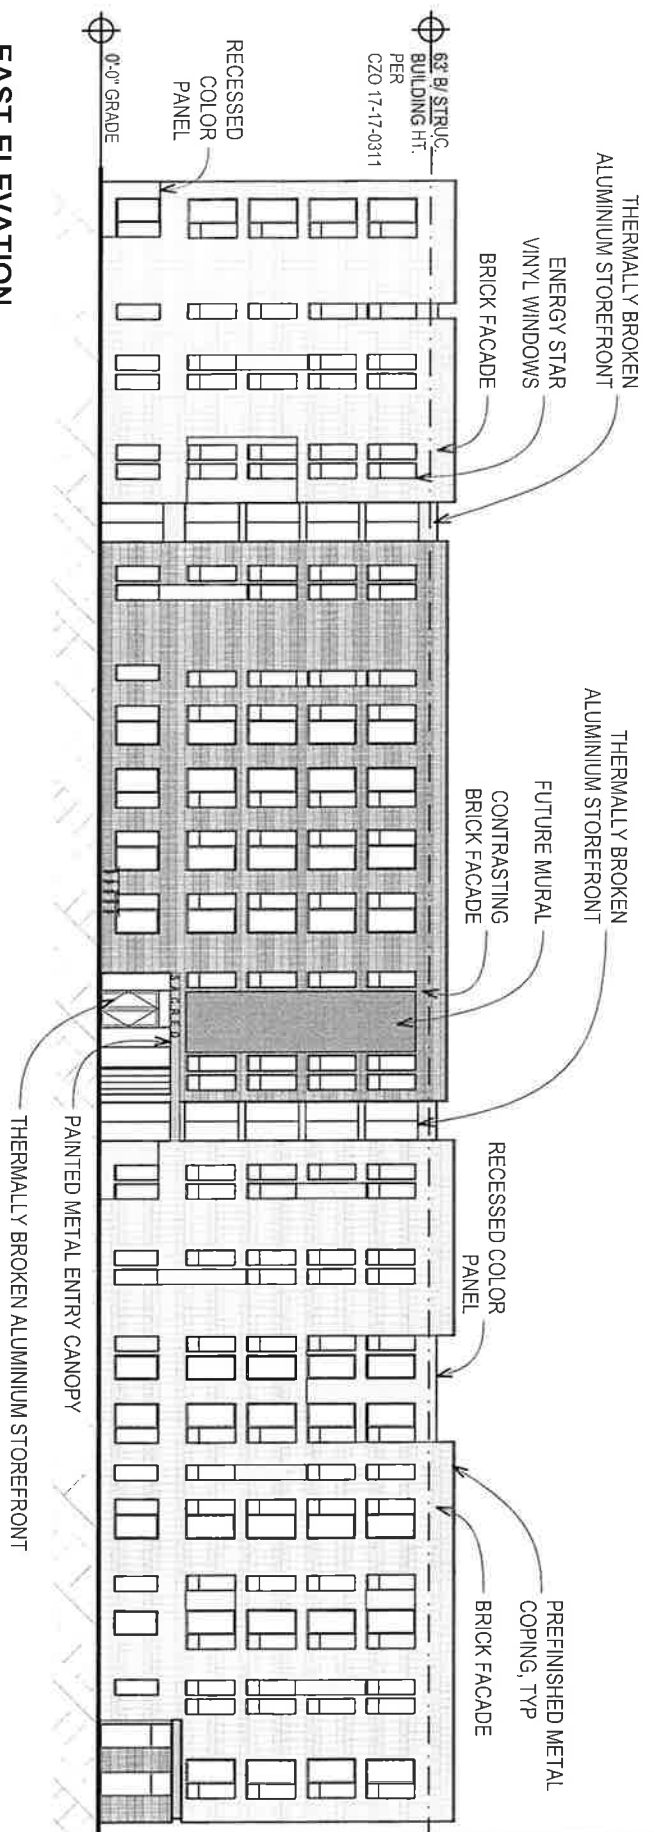 63' B/ STRUC.
BUILDING HT.
PER
CZO 17-17-0311
0'-0" GRADE
RECESSED
COLOR
PANEL
THERMALLY BROKEN
ALUMINIUM STOREFRONT
ENERGY STAR
VINYL WINDOWS
BRICK FACADE
THERMALLY BROKEN
ALUMINIUM STOREFRONT
FUTURE MURAL
CONTRASTING
BRICK FACADE
RECESSED COLOR
PANEL
PREFINISHED METAL
COPING, TYP
BRICK FACADE
PAINTED METAL ENTRY CANOPY
THERMALLY BROKEN ALUMINIUM STOREFRONT
EAST ELEVATION